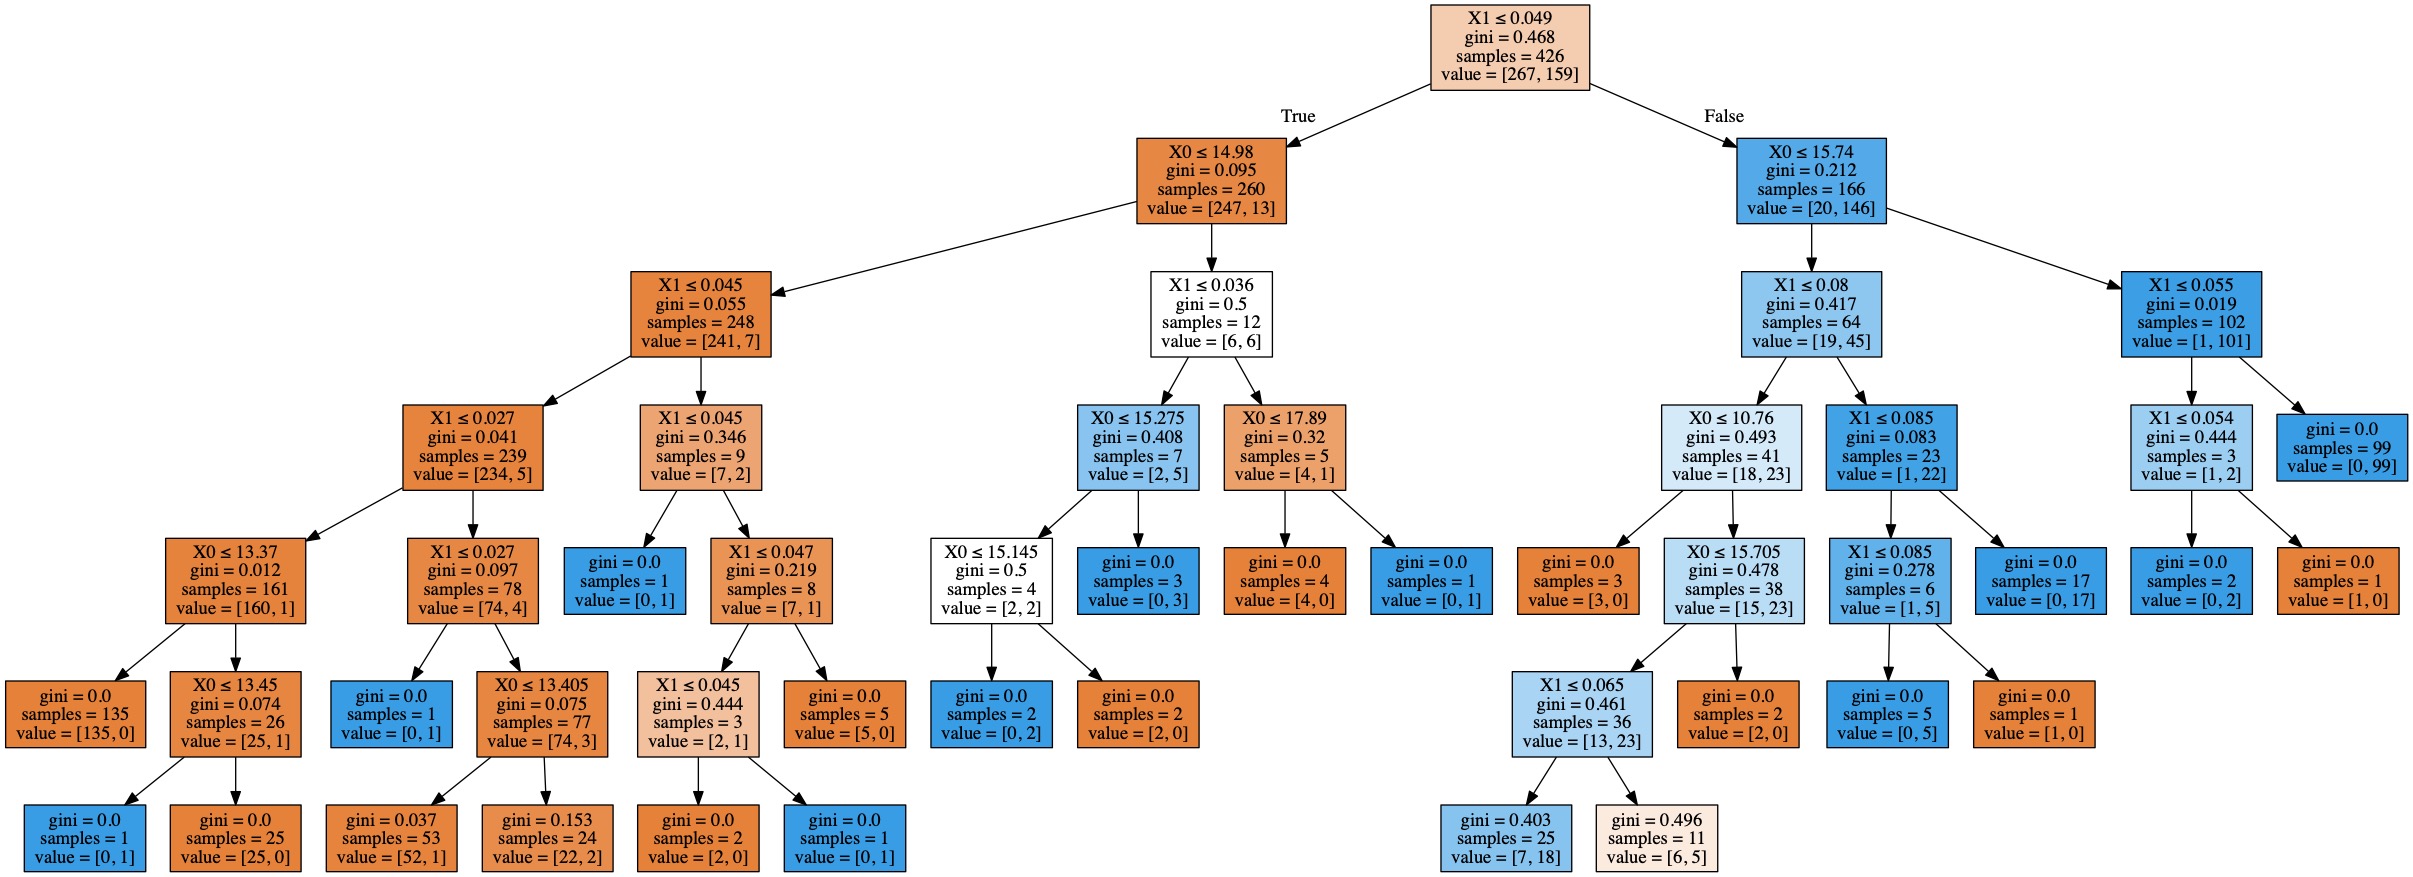 X1 ≤ 0.049
gini = 0.468
samples = 426
value = [267, 159]
True
False
X0 ≤ 14.98
gini = 0.095
samples = 260
value = [247, 13]
X0 ≤ 15.74
gini = 0.212
samples = 166
value = [20, 146]
X1 ≤ 0.045
gini = 0.055
samples = 248
value = [241, 7]
X1 ≤ 0.036
gini = 0.5
samples = 12
value = [6, 6]
X1 ≤ 0.08
gini = 0.417
samples = 64
value = [19, 45]
X1 ≤ 0.055
gini = 0.019
samples = 102
value = [1, 101]
X1 ≤ 0.027
gini = 0.041
samples = 239
value = [234, 5]
X1 ≤ 0.045
gini = 0.346
samples = 9
value = [7, 2]
X0 ≤ 15.275
gini = 0.408
samples = 7
value = [2, 5]
X0 ≤ 17.89
gini = 0.32
samples = 5
value = [4, 1]
X0 ≤ 10.76
gini = 0.493
samples = 41
value = [18, 23]
X1 ≤ 0.085
gini = 0.083
samples = 23
value = [1, 22]
X1 ≤ 0.054
gini = 0.444
samples = 3
value = [1, 2]
gini = 0.0
samples = 99
value = [0, 99]
X0 ≤ 13.37
gini = 0.012
samples = 161
value = [160, 1]
X1 ≤ 0.027
gini = 0.097
samples = 78
value = [74, 4]
gini = 0.0
samples = 1
value = [0, 1]
X1 ≤ 0.047
gini = 0.219
samples = 8
value = [7, 1]
X0 ≤ 15.145
gini = 0.5
samples = 4
value = [2, 2]
gini = 0.0
samples = 3
value = [0, 3]
gini = 0.0
samples = 4
value = [4, 0]
gini = 0.0
samples = 1
value = [0, 1]
gini = 0.0
samples = 3
value = [3, 0]
X0 ≤ 15.705
gini = 0.478
samples = 38
value = [15, 23]
X1 ≤ 0.085
gini = 0.278
samples = 6
value = [1, 5]
gini = 0.0
samples = 17
value = [0, 17]
gini = 0.0
samples = 2
value = [0, 2]
gini = 0.0
samples = 1
value = [1, 0]
gini = 0.0
samples = 135
value = [135, 0]
X0 ≤ 13.45
gini = 0.074
samples = 26
value = [25, 1]
gini = 0.0
samples = 1
value = [0, 1]
X0 ≤ 13.405
gini = 0.075
samples = 77
value = [74, 3]
X1 ≤ 0.045
gini = 0.444
samples = 3
value = [2, 1]
gini = 0.0
samples = 5
value = [5, 0]
gini = 0.0
samples = 2
value = [0, 2]
gini = 0.0
samples = 2
value = [2, 0]
X1 ≤ 0.065
gini = 0.461
samples = 36
value = [13, 23]
gini = 0.0
samples = 2
value = [2, 0]
gini = 0.0
samples = 5
value = [0, 5]
gini = 0.0
samples = 1
value = [1, 0]
gini = 0.0
samples = 1
value = [0, 1]
gini = 0.0
samples = 25
value = [25, 0]
gini = 0.037
samples = 53
value = [52, 1]
gini = 0.153
samples = 24
value = [22, 2]
gini = 0.0
samples = 2
value = [2, 0]
gini = 0.0
samples = 1
value = [0, 1]
gini = 0.403
samples = 25
value = [7, 18]
gini = 0.496
samples = 11
value = [6, 5]